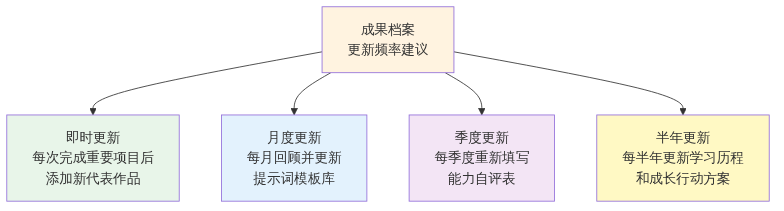 成果档案
更新频率建议
即时更新
每次完成重要项目后
添加新代表作品
月度更新
每月回顾并更新
提示词模板库
季度更新
每季度重新填写
能力自评表
半年更新
每半年更新学习历程
和成长行动方案